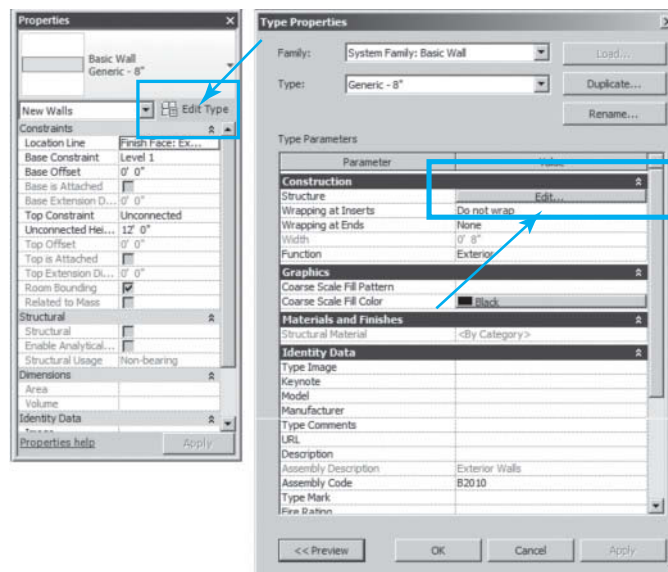 Properties
Basic Wall
Generic - 8"
New Walls
Edit Type
Constraints
Location Line Finish Face: Ex...
Base Constraint Level 1
Base Offset 0' 0"
Base is Attached
Base Extension D... 0' 0"
Top Constraint Unconnected
Unconnected Hei... 12' 0"
Top Offset 0' 0"
Top is Attached
Top Extension Di... 0' 0"
Room Bounding
Related to Mass
Structural
Structural
Enable Analytical...
Structural Usage Non-bearing
Dimensions
Area
Volume
Identity Data
Properties help Apply
Type Properties
Family: System Family: Basic Wall Load...
Type: Generic - 8" Duplicate...
Rename...
Type Parameters
Parameter Value
Construction
Structure Edit...
Wrapping at Inserts Do not wrap
Wrapping at Ends None
Width 0' 8"
Function Exterior
Graphics
Coarse Scale Fill Pattern
Coarse Scale Fill Color Black
Materials and Finishes
Structural Material <By Category>
Identity Data
Type Image
Keynote
Model
Manufacturer
Type Comments
URL
Description
Assembly Description Exterior Walls
Assembly Code B2010
Type Mark
Fire Rating
<< Preview OK Cancel Apply